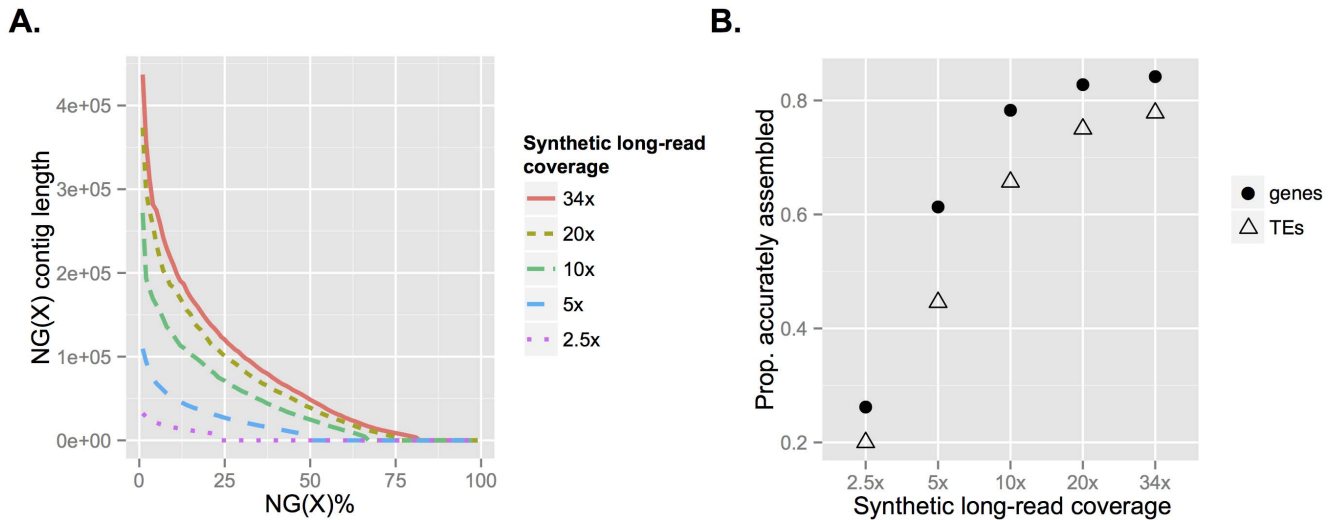 A.
NG(X) contig length
4e+05
3e+05
2e+05
1e+05
0e+00
0
25
50
75
100
NG(X)%
Synthetic long-read
coverage
34x
20x
10x
5x
2.5x
B.
Prop. accurately assembled
0.8
0.6
0.4
0.2
2.5x
5x
10x
20x
34x
Synthetic long-read coverage
genes
TEs